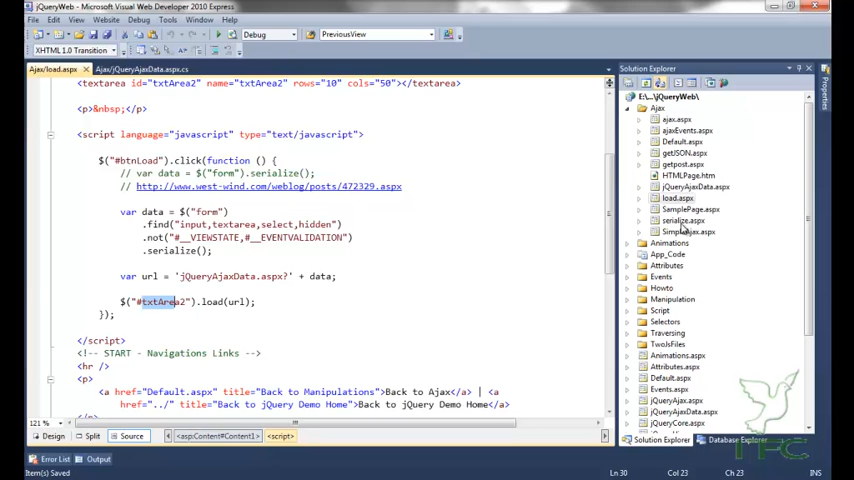 jQueryWeb - Microsoft Visual Web Developer 2010 Express
File Edit View Website Debug Tools Window Help
Debug PreviousView
XHTML 1.0 Transition
Ajax/load.aspx Ajax/jQueryAjaxData.aspx.cs
<textarea id="txtArea2" name="txtArea2" rows="10" cols="50"></textarea>
<p>&nbsp;</p>
<script language="javascript" type="text/javascript">
$("#btnLoad").click(function () {
// var data = $("form").serialize();
// http://www.west-wind.com/weblog/posts/472329.aspx
var data = $("form")
.find("input,textarea,select,hidden")
.not("#__VIEWSTATE,#__EVENTVALIDATION")
.serialize();
var url = 'jQueryAjaxData.aspx?' + data;
$("#txtArea2").load(url);
});
</script>
<!-- START - Navigations Links -->
<hr />
<p>
<a href="Default.aspx" title="Back to Manipulations">Back to Ajax</a> | <a
href="../" title="Back to jQuery Demo Home">Back to jQuery Demo Home</a>
</p>
121 %
Design Split Source <asp:Content#Content1> <script>
Error List Output
Item(s) Saved Ln 30 Col 23 Ch 23
Solution Explorer
E:\...\jQueryWeb\
Ajax
ajax.aspx
ajaxEvents.aspx
Default.aspx
getJSON.aspx
getpost.aspx
HTMLPage.htm
jQueryAjaxData.aspx
load.aspx
SamplePage.aspx
serialize.aspx
SimpleAjax.aspx
Animations
App_Code
Attributes
Events
Howto
Manipulation
Script
Selectors
Traversing
TwoJsFiles
Animations.aspx
Attributes.aspx
Default.aspx
Events.aspx
jQueryAjax.aspx
jQueryAjaxData.aspx
jQueryCore.aspx
Solution Explorer Database Explorer
Properties
TFC